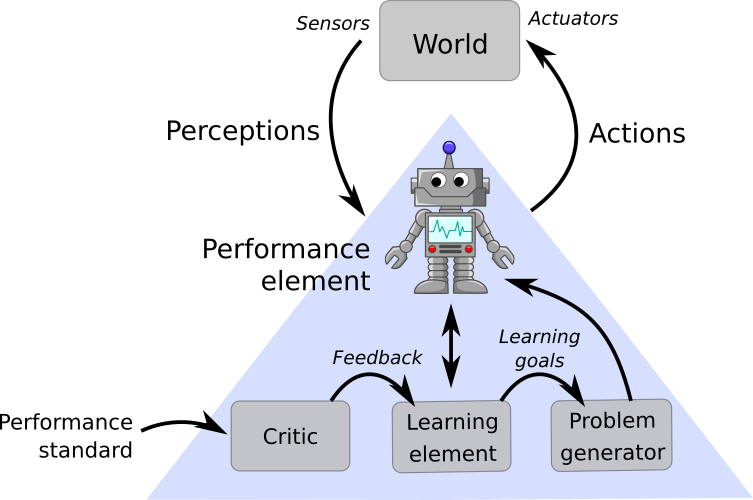 Sensors
World
Actuators
Perceptions
Actions
Performance
element
Feedback
Learning
goals
Performance
standard
Critic
Learning
element
Problem
generator